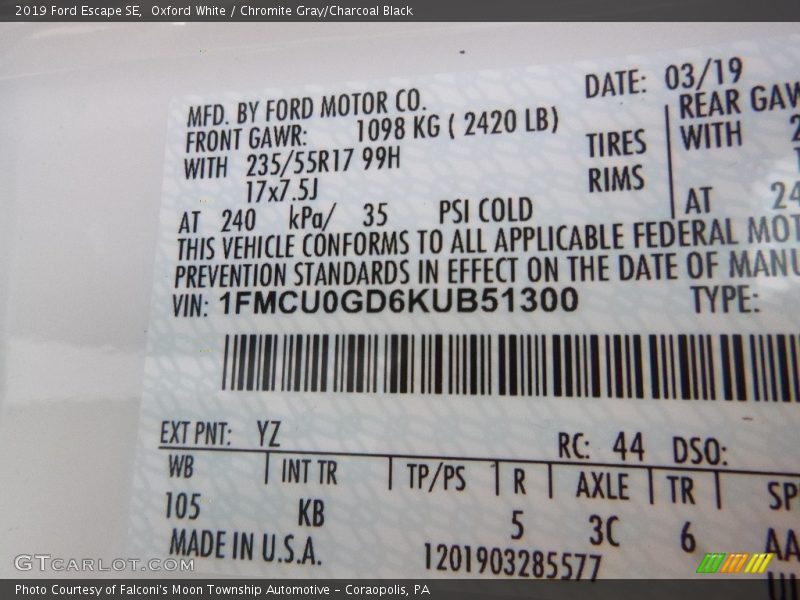 2019 Ford Escape SE, Oxford White / Chromite Gray/Charcoal Black
MFD. BY FORD MOTOR CO.
DATE: 03/19
FRONT GAWR: 1098 KG ( 2420 LB)
REAR GAW
WITH 235/55R17 99H
TIRES
WITH
17x7.5J
RIMS
AT 240 kPa/ 35 PSI COLD
AT 24
THIS VEHICLE CONFORMS TO ALL APPLICABLE FEDERAL MOT
PREVENTION STANDARDS IN EFFECT ON THE DATE OF MANU
VIN: 1FMCU0GD6KUB51300
TYPE:
EXT PNT: YZ
RC: 44 DSO:
WB INT TR TP/PS R AXLE TR SP
105 KB 5 3C 6 AA
MADE IN U.S.A.
1201903285577
GTCarLot.com
Photo Courtesy of Falconi's Moon Township Automotive - Coraopolis, PA